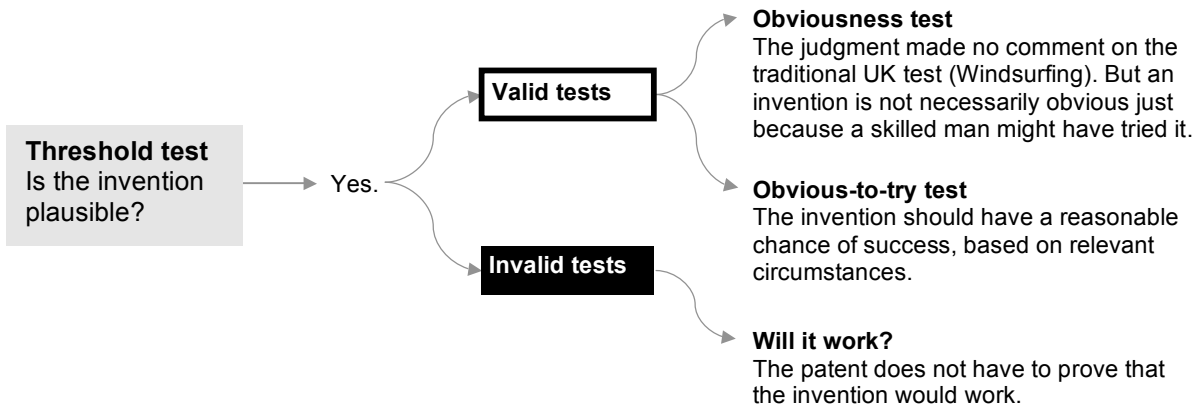 Threshold test
Is the invention
plausible?
Yes.
Valid tests
Obviousness test
The judgment made no comment on the
traditional UK test (Windsurfing). But an
invention is not necessarily obvious just
because a skilled man might have tried it.
Obvious-to-try test
The invention should have a reasonable
chance of success, based on relevant
circumstances.
Invalid tests
Will it work?
The patent does not have to prove that
the invention would work.